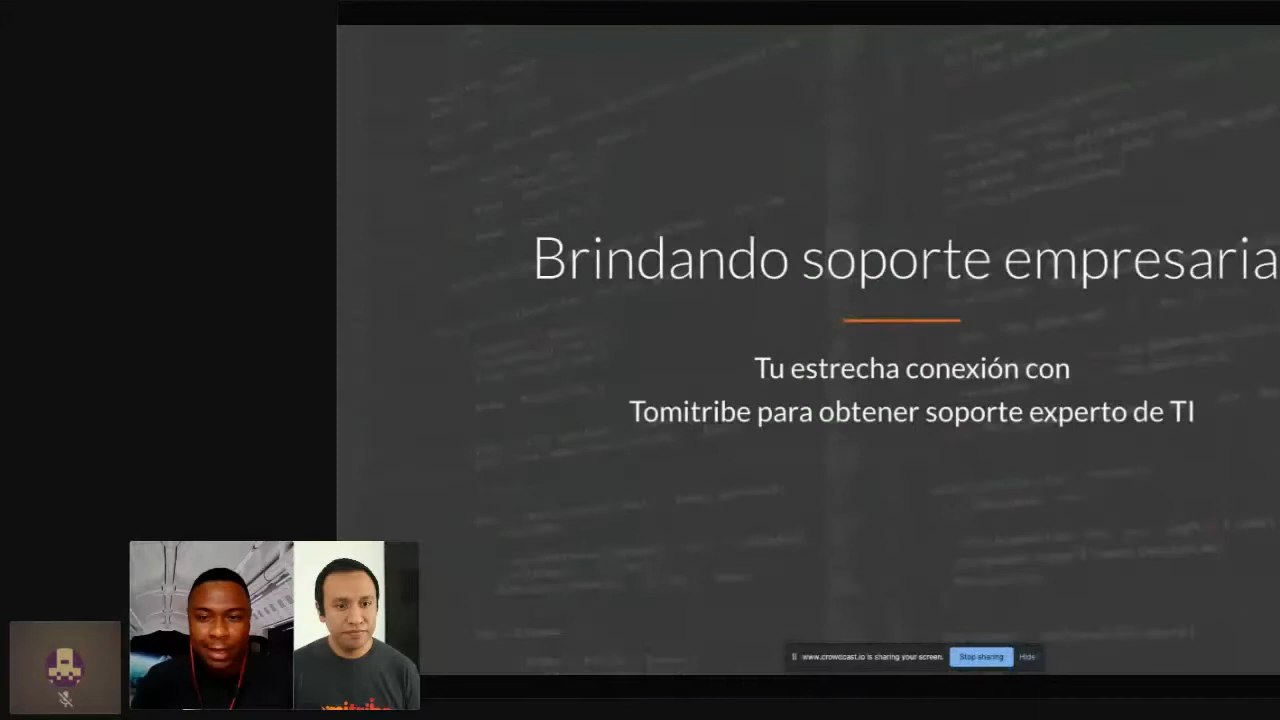 Brindando soporte empresaria
Tu estrecha conexión con
Tomitribe para obtener soporte experto de TI
www.crowdcast.io is sharing your screen.
Stop sharing
Hide